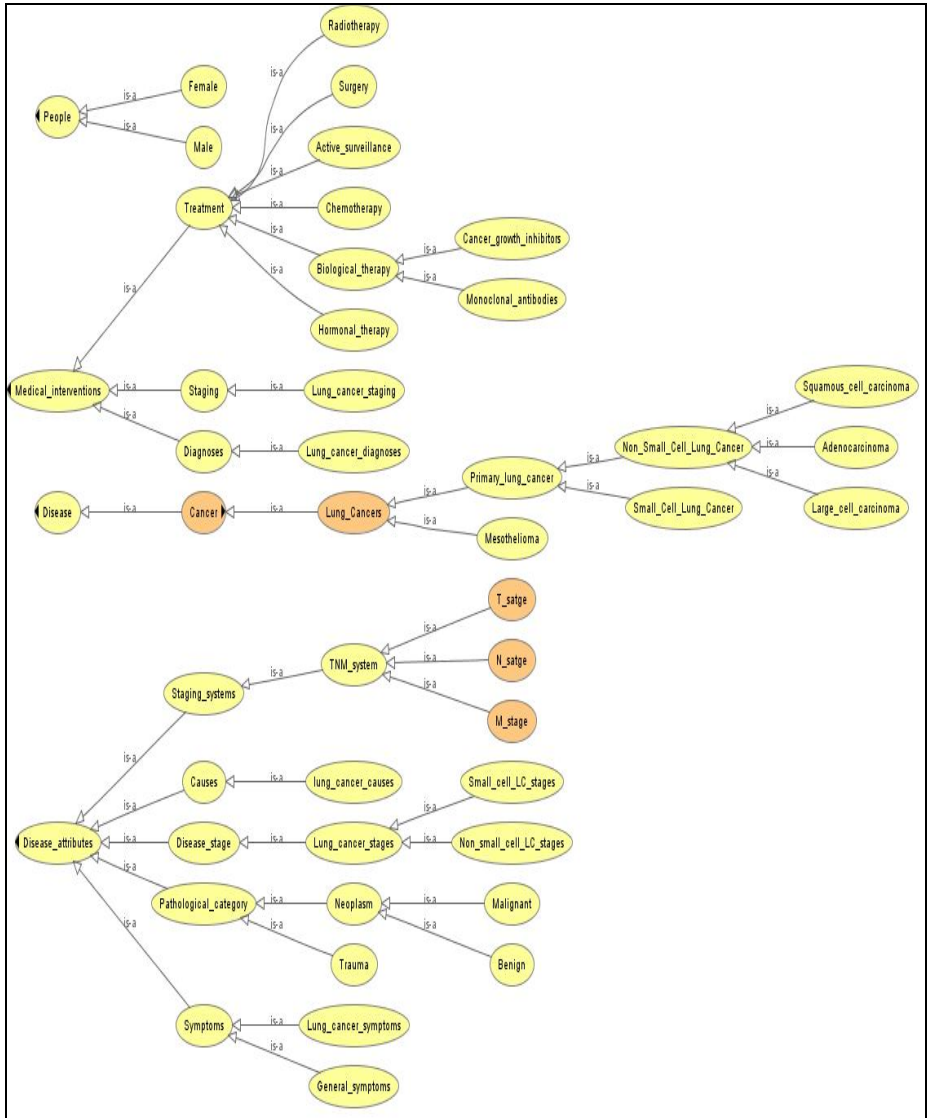 Radiotherapy
is-a
Female
is-a
Surgery
People
is-a
is-a
Male
Active_surveillance
is-a
Treatment
is-a
Chemotherapy
is-a
Cancer_growth_inhibitors
is-a
Biological_therapy
is-a
is-a
Monoclonal_antibodies
is-a
Hormonal_therapy
Medical_interventions
is-a
Staging
is-a
Lung_cancer_staging
is-a
Diagnoses
is-a
Lung_cancer_diagnoses
Squamous_cell_carcinoma
is-a
Non_Small_Cell_Lung_Cancer
is-a
Adenocarcinoma
is-a
Primary_lung_cancer
is-a
is-a
Large_cell_carcinoma
Small_Cell_Lung_Cancer
Disease
is-a
Cancer
is-a
Lung_Cancers
is-a
is-a
Mesothelioma
T_satge
is-a
TNM_system
is-a
N_satge
is-a
Staging_systems
is-a
M_stage
is-a
Causes
is-a
lung_cancer_causes
Small_cell_LC_stages
is-a
is-a
Disease_attributes
is-a
Disease_stage
is-a
Lung_cancer_stages
is-a
Non_small_cell_LC_stages
is-a
Pathological_category
is-a
Neoplasm
is-a
Malignant
is-a
is-a
Trauma
Benign
is-a
Symptoms
is-a
Lung_cancer_symptoms
is-a
General_symptoms